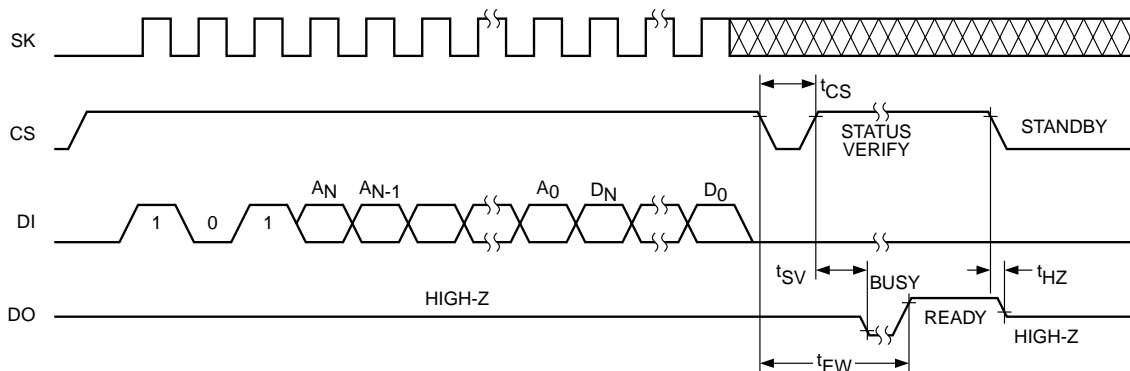 SK
tCS
CS
STATUS
VERIFY
STANDBY
AN
AN-1
A0
DN
D0
DI
1
0
1
tSV
BUSY
tHZ
HIGH-Z
DO
READY
HIGH-Z
tEW